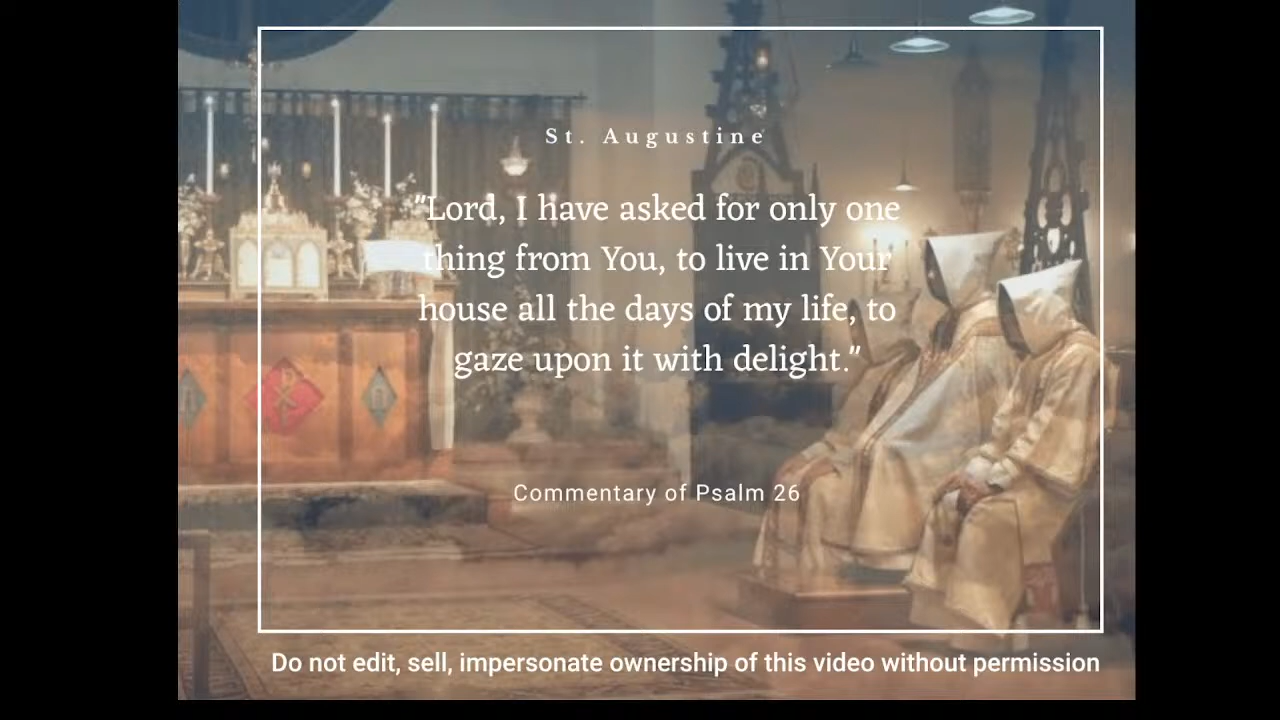 St. Augustine
"Lord, I have asked for only one
thing from You, to live in Your
house all the days of my life, to
gaze upon it with delight."
Commentary of Psalm 26
Do not edit, sell, impersonate ownership of this video without permission